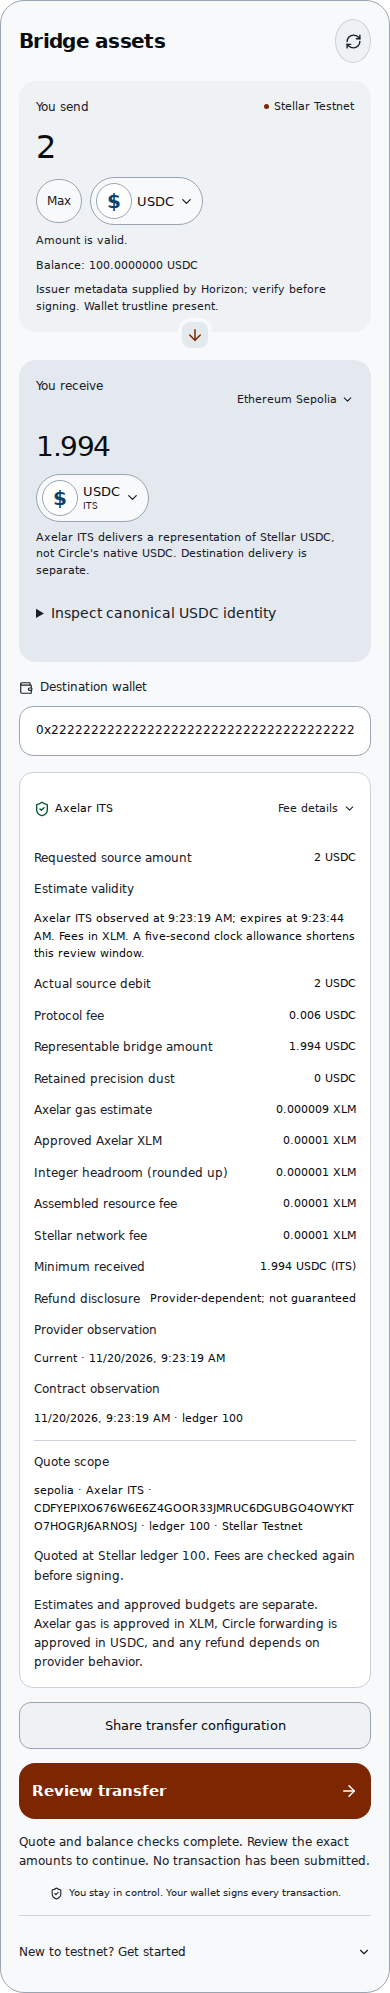 Bridge assets
You send
Stellar Testnet
2
Max
$ USDC
Amount is valid.
Balance: 100.0000000 USDC
Issuer metadata supplied by Horizon; verify before
signing. Wallet trustline present.
You receive
Ethereum Sepolia
1.994
$ USDC
ITS
Axelar ITS delivers a representation of Stellar USDC,
not Circle's native USDC. Destination delivery is
separate.
Inspect canonical USDC identity
Destination wallet
0x2222222222222222222222222222222222222222
Axelar ITS
Fee details
Requested source amount 2 USDC
Estimate validity
Axelar ITS observed at 9:23:19 AM; expires at 9:23:44
AM. Fees in XLM. A five-second clock allowance shortens
this review window.
Actual source debit 2 USDC
Protocol fee 0.006 USDC
Representable bridge amount 1.994 USDC
Retained precision dust 0 USDC
Axelar gas estimate 0.000009 XLM
Approved Axelar XLM 0.00001 XLM
Integer headroom (rounded up) 0.000001 XLM
Assembled resource fee 0.00001 XLM
Stellar network fee 0.00001 XLM
Minimum received 1.994 USDC (ITS)
Refund disclosure Provider-dependent; not guaranteed
Provider observation
Current · 11/20/2026, 9:23:19 AM
Contract observation
11/20/2026, 9:23:19 AM · ledger 100
Quote scope
sepolia · Axelar ITS ·
CDFYEPIXO676W6E6Z4GOOR33JMRUC6DGUBGO4OWYKT
O7HOGRJ6ARNOSJ · ledger 100 · Stellar Testnet
Quoted at Stellar ledger 100. Fees are checked again
before signing.
Estimates and approved budgets are separate.
Axelar gas is approved in XLM, Circle forwarding is
approved in USDC, and any refund depends on
provider behavior.
Share transfer configuration
Review transfer
Quote and balance checks complete. Review the exact
amounts to continue. No transaction has been submitted.
You stay in control. Your wallet signs every transaction.
New to testnet? Get started